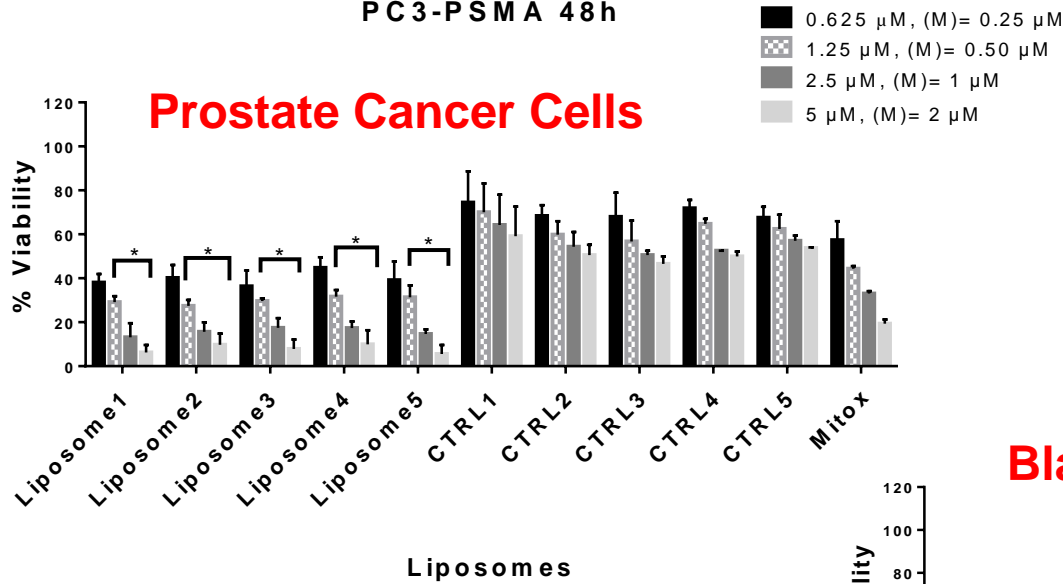 PC3-PSMA 48h
0.625 µM, (M)= 0.25 µM
1.25 µM, (M)= 0.50 µM
2.5 µM, (M)= 1 µM
5 µM, (M)= 2 µM
Prostate Cancer Cells
% Viability
120
100
80
60
40
20
0
* * * * *
Liposome1 Liposome2 Liposome3 Liposome4 Liposome5 CTRL1 CTRL2 CTRL3 CTRL4 CTRL5 Mitox
Liposomes
Bla
lity
120
100
80